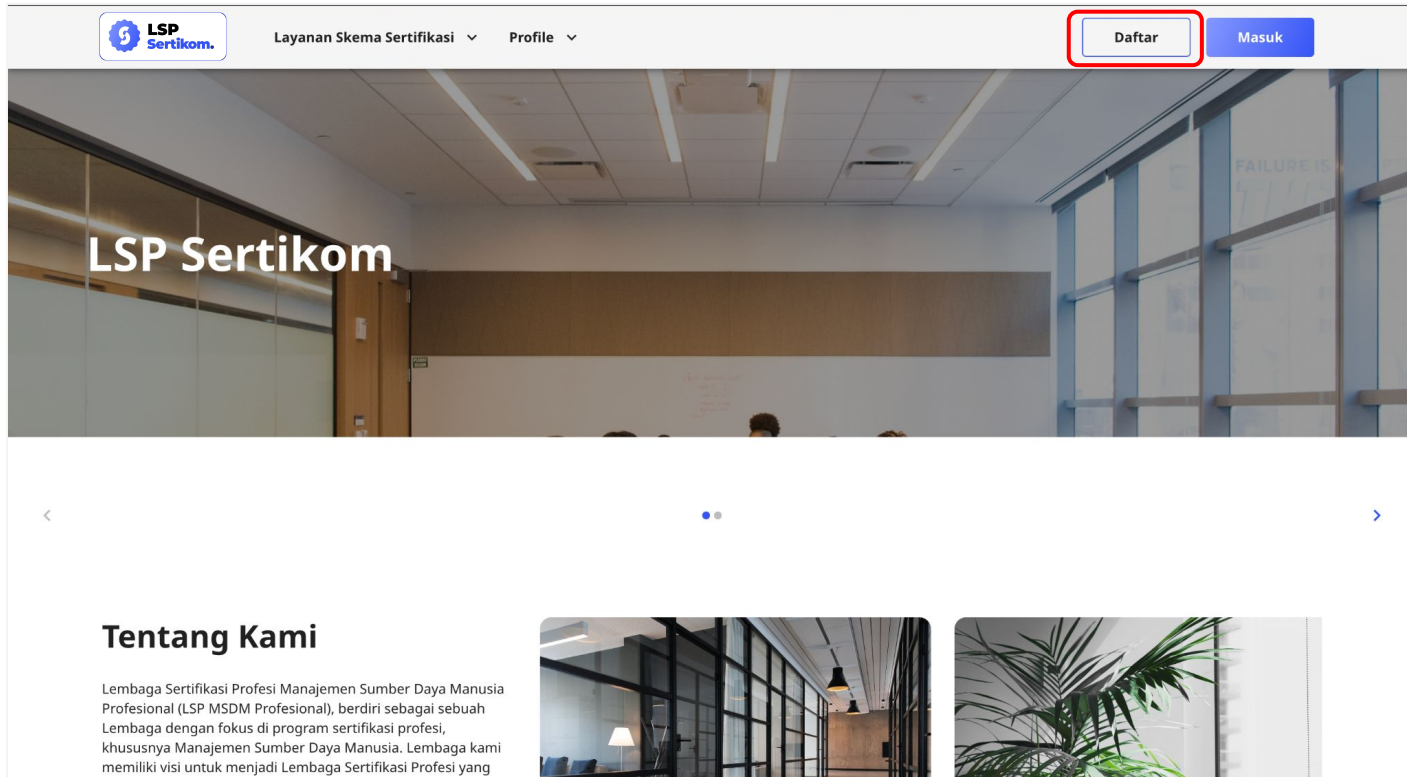 LSP
Sertikom.
Layanan Skema Sertifikasi
Profile
Daftar
Masuk
FAILURE IS
LSP Sertikom
Tentang Kami
Lembaga Sertifikasi Profesi Manajemen Sumber Daya Manusia
Profesional (LSP MSDM Profesional), berdiri sebagai sebuah
Lembaga dengan fokus di program sertifikasi profesi,
khususnya Manajemen Sumber Daya Manusia. Lembaga kami
memiliki visi untuk menjadi Lembaga Sertifikasi Profesi yang